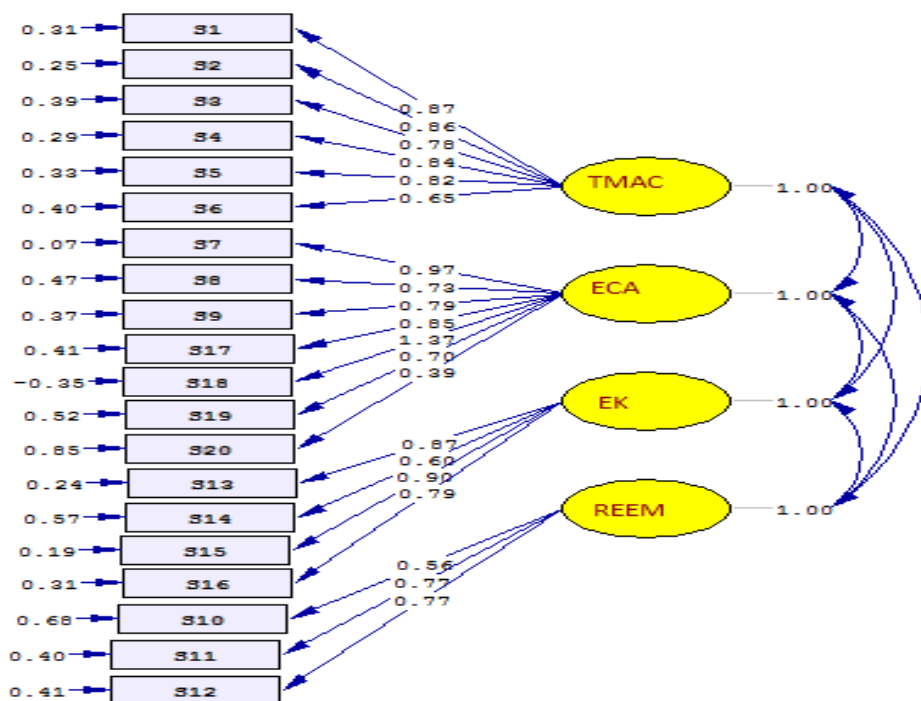 0.31 S1
0.25 S2
0.39 S3
0.29 S4
0.33 S5
0.40 S6
0.07 S7
0.47 S8
0.37 S9
0.41 S17
-0.35 S18
0.52 S19
0.85 S20
0.24 S13
0.57 S14
0.19 S15
0.31 S16
0.68 S10
0.40 S11
0.41 S12
0.87
0.86
0.78
0.84
0.82
0.65
0.97
0.73
0.79
0.85
1.37
0.70
0.39
0.87
0.60
0.90
0.79
0.56
0.77
0.77
TMAC 1.00
ECA 1.00
EK 1.00
REEM 1.00